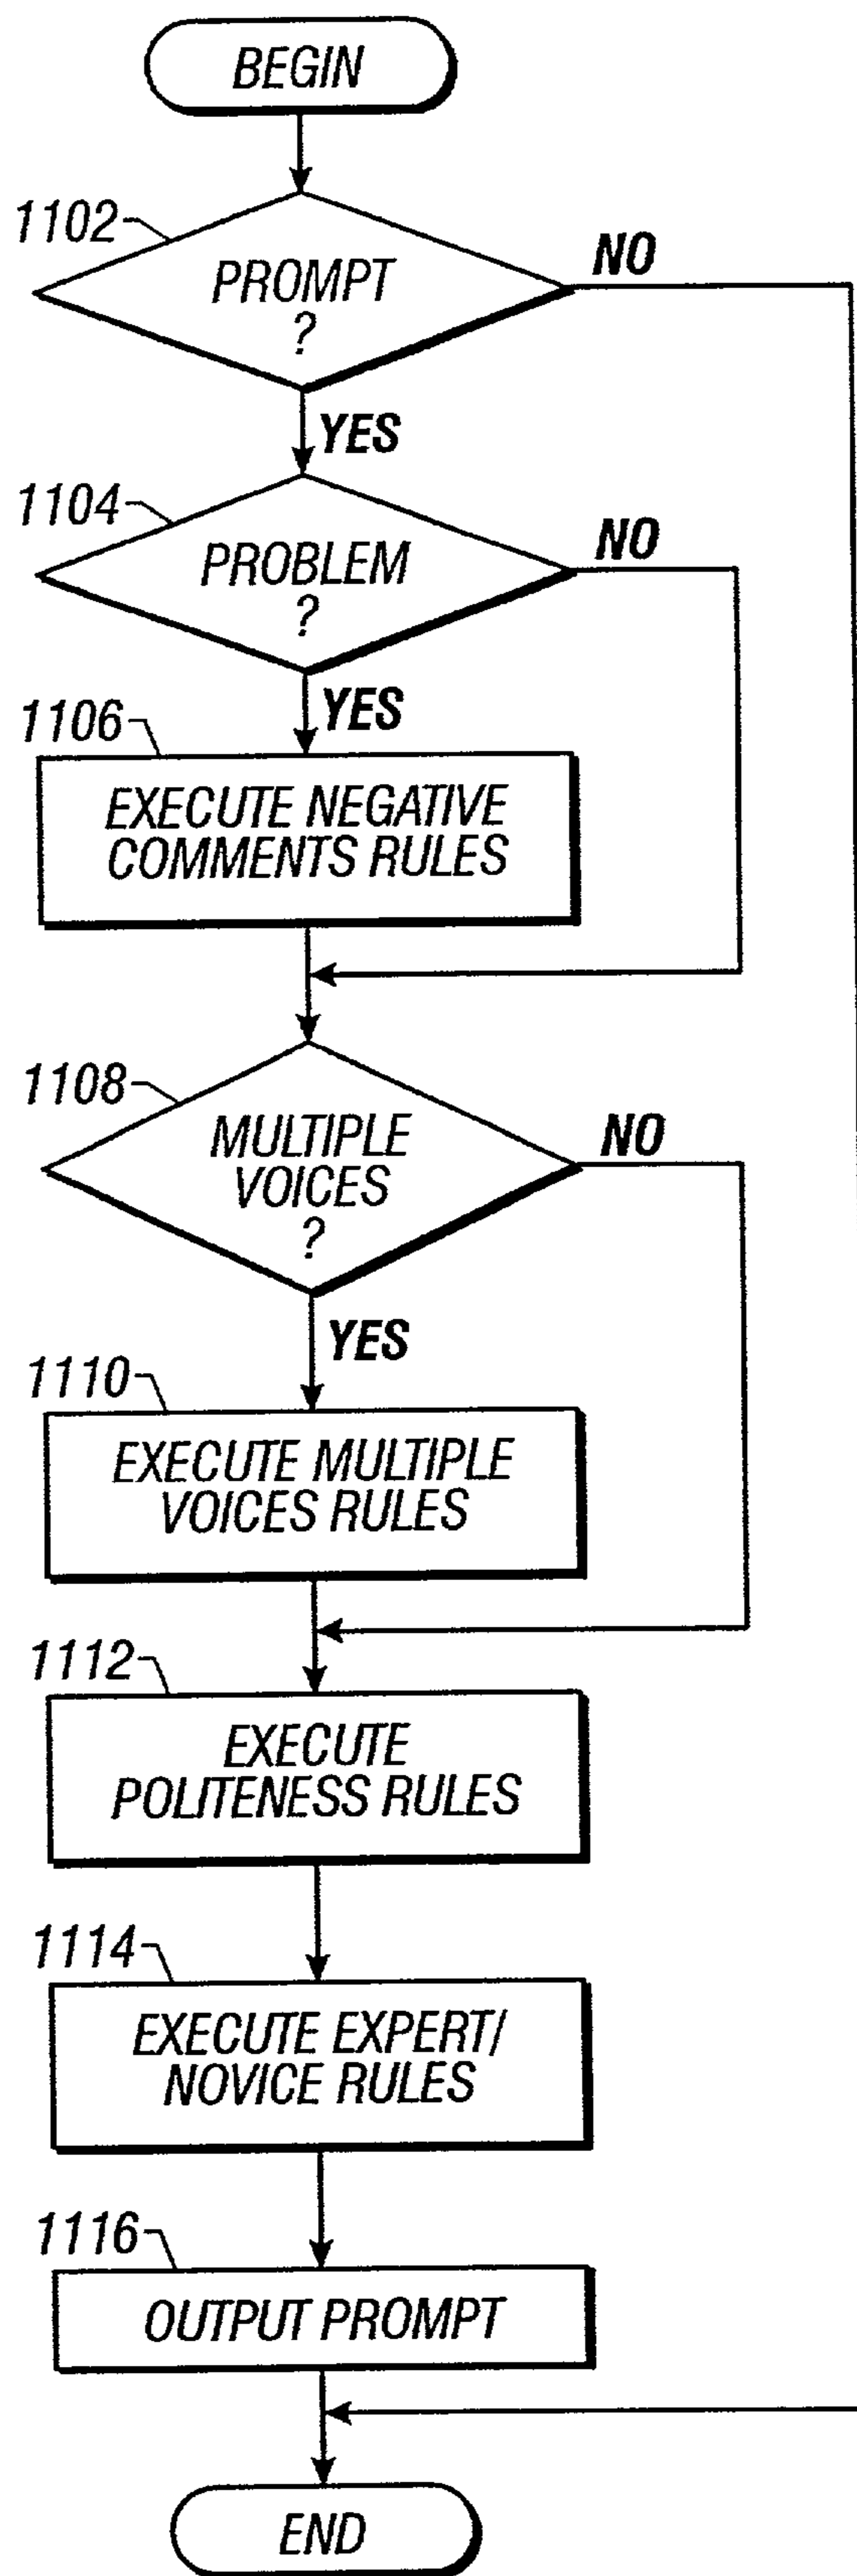 BEGIN
1102
PROMPT
?
NO
YES
1104
PROBLEM
?
NO
YES
1106
EXECUTE NEGATIVE
COMMENTS RULES
1108
MULTIPLE
VOICES
?
NO
YES
1110
EXECUTE MULTIPLE
VOICES RULES
1112
EXECUTE
POLITENESS RULES
1114
EXECUTE EXPERT/
NOVICE RULES
1116
OUTPUT PROMPT
END